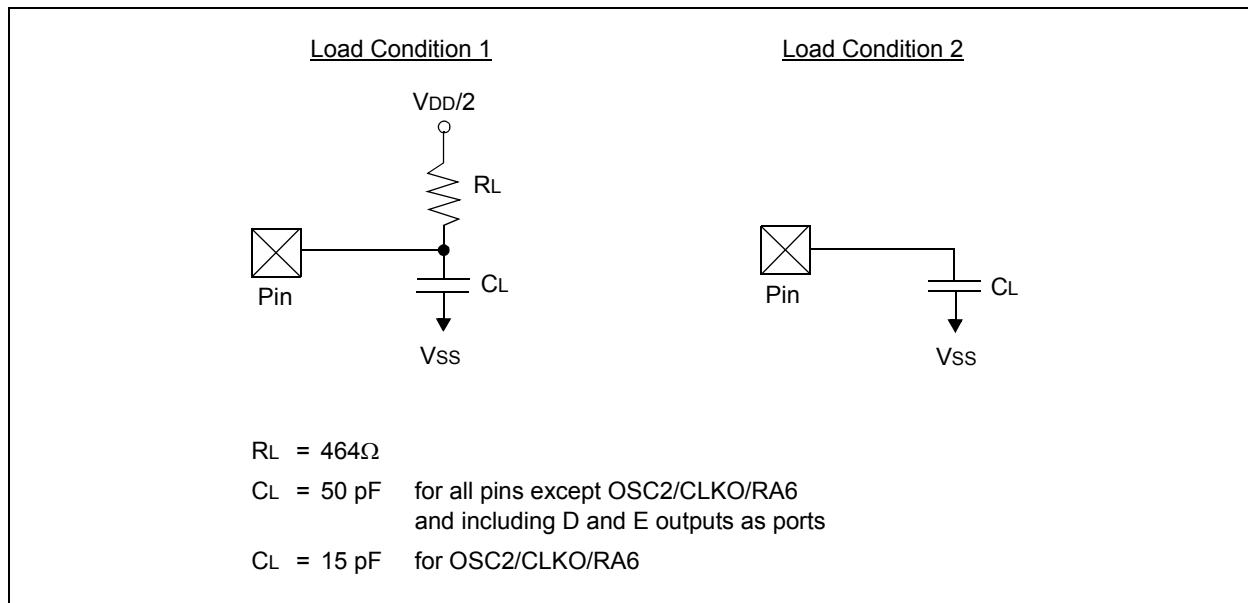 Load Condition 1
VDD/2
RL
CL
Pin
VSS
Load Condition 2
Pin
CL
VSS
RL = 464Ω
CL = 50 pF for all pins except OSC2/CLKO/RA6
and including D and E outputs as ports
CL = 15 pF for OSC2/CLKO/RA6